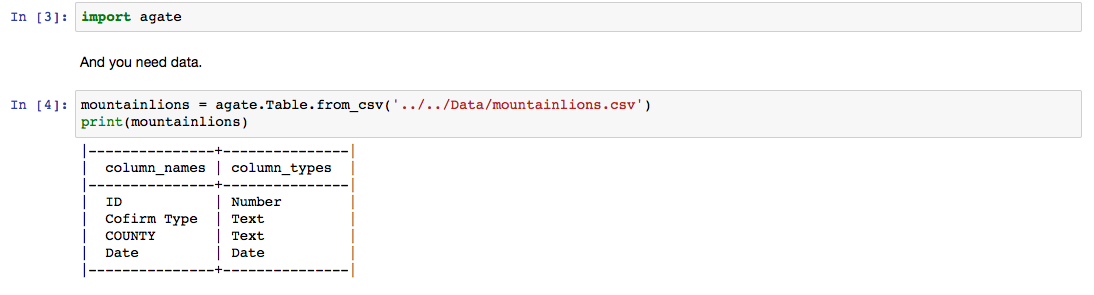 In [3]: import agate
And you need data.
In [4]: mountainlions = agate.Table.from_csv('../../Data/mountainlions.csv')
print(mountainlions)
|---------------+---------------|
|  column_names | column_types  |
|---------------+---------------|
|  ID           | Number        |
|  Cofirm Type  | Text          |
|  COUNTY       | Text          |
|  Date         | Date          |
|---------------+---------------|